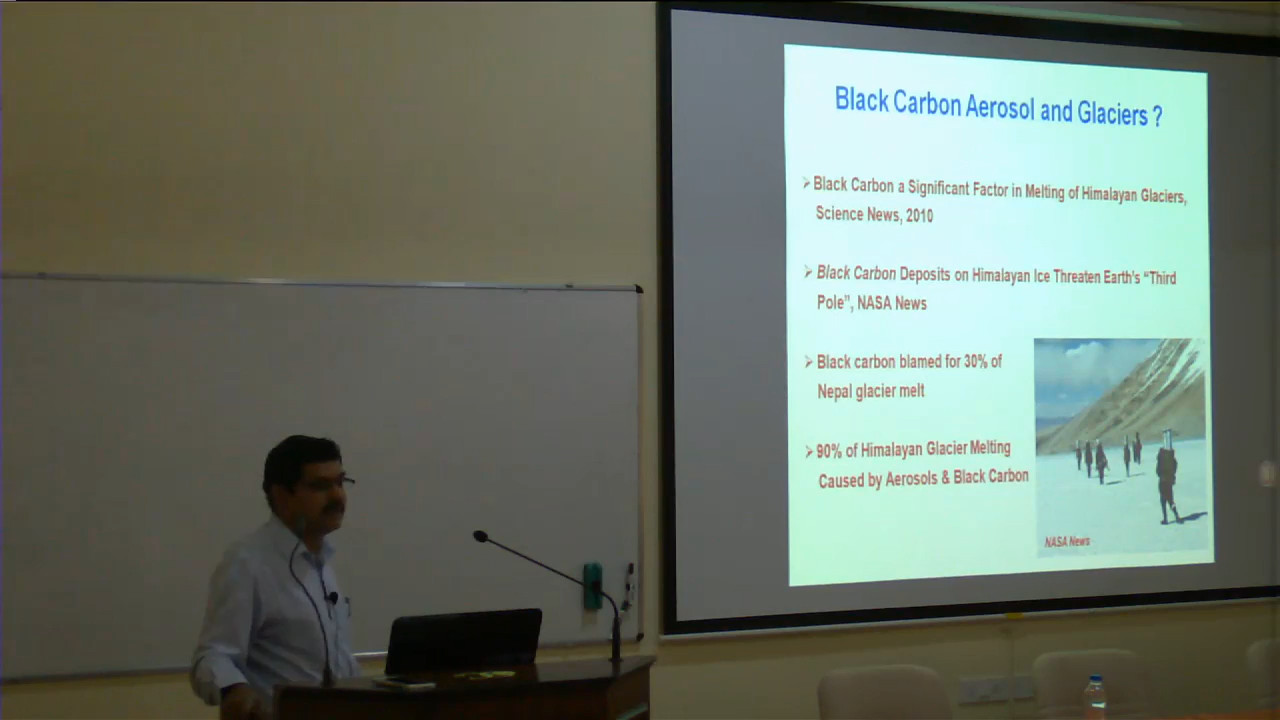 Black Carbon Aerosol and Glaciers ?
➢ Black Carbon a Significant Factor in Melting of Himalayan Glaciers,
Science News, 2010
➢ Black Carbon Deposits on Himalayan Ice Threaten Earth's “Third
Pole”, NASA News
➢ Black carbon blamed for 30% of
Nepal glacier melt
➢ 90% of Himalayan Glacier Melting
Caused by Aerosols & Black Carbon
NASA News